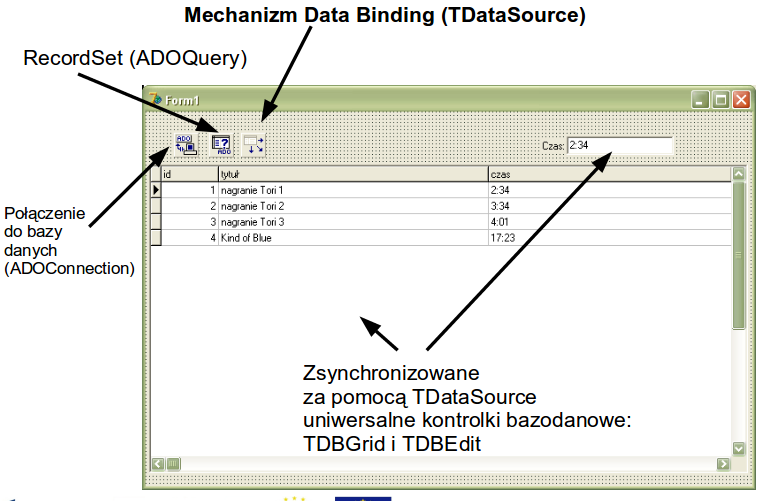 Mechanizm Data Binding (TDataSource)
RecordSet (ADOQuery)
Form1
ADO
ADO
Czas: 2:34
id tytuł czas
1 nagranie Tori 1 2:34
2 nagranie Tori 2 3:34
3 nagranie Tori 3 4:01
4 Kind of Blue 17:23
Połączenie
do bazy
danych
(ADOConnection)
Zsynchronizowane
za pomocą TDataSource
uniwersalne kontrolki bazodanowe:
TDBGrid i TDBEdit